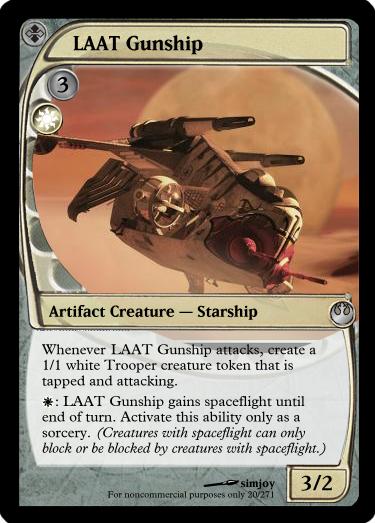 LAAT Gunship
3
Artifact Creature — Starship
Whenever LAAT Gunship attacks, create a
1/1 white Trooper creature token that is
tapped and attacking.
: LAAT Gunship gains spaceflight until
end of turn. Activate this ability only as a
sorcery. (Creatures with spaceflight can only
block or be blocked by creatures with spaceflight.)
simjoy
For noncommercial purposes only 20/271
3/2